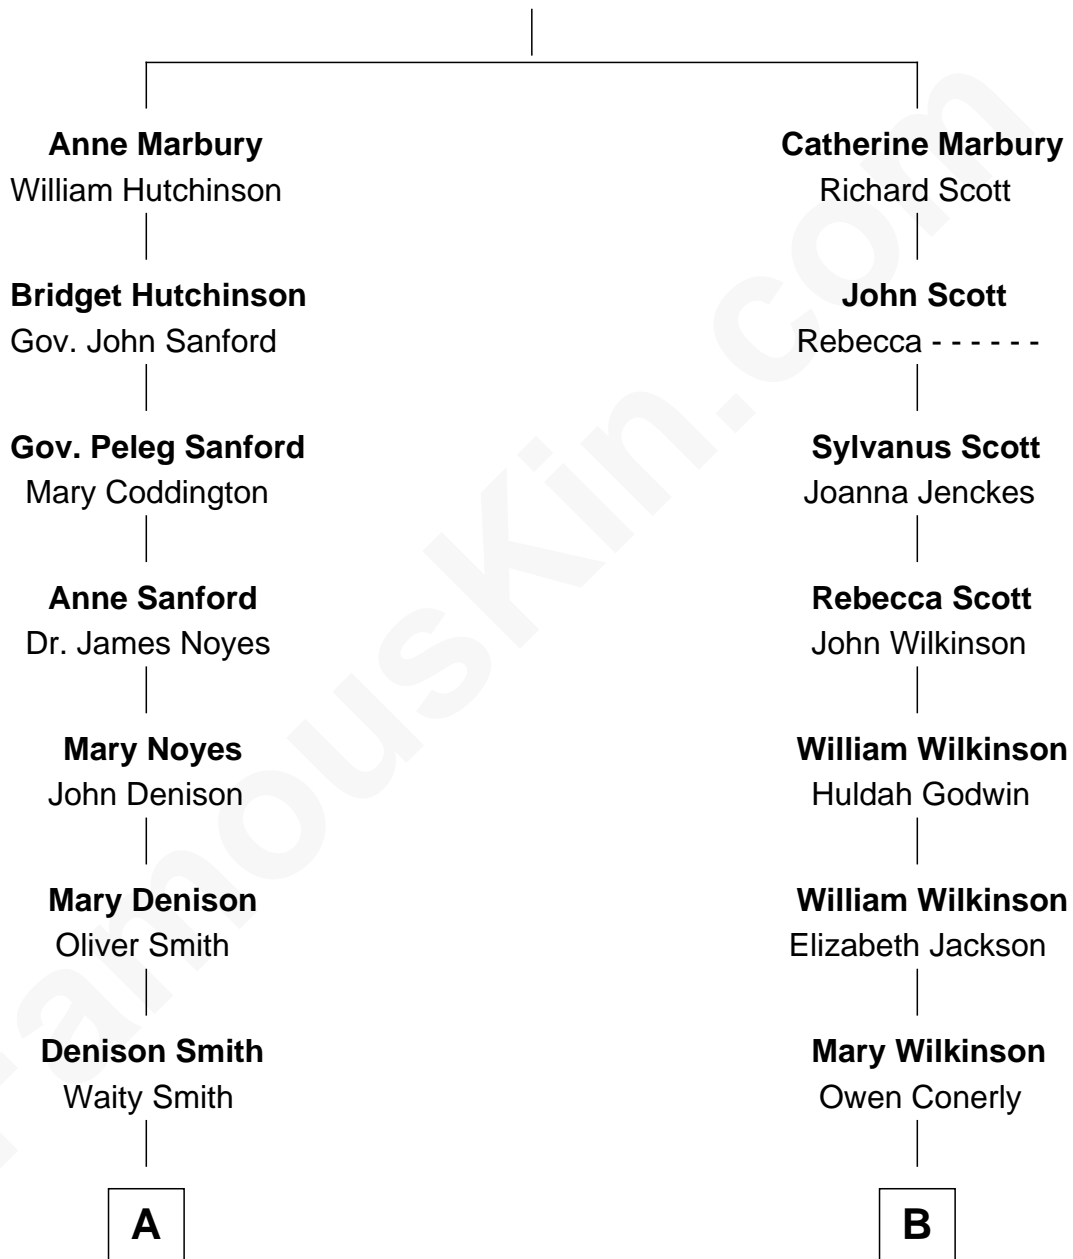 Anne Marbury
William Hutchinson
Bridget Hutchinson
Gov. John Sanford
Gov. Peleg Sanford
Mary Coddington
Anne Sanford
Dr. James Noyes
Mary Noyes
John Denison
Mary Denison
Oliver Smith
Denison Smith
Waity Smith
A
Catherine Marbury
Richard Scott
John Scott
Rebecca - - - - - -
Sylvanus Scott
Joanna Jenckes
Rebecca Scott
John Wilkinson
William Wilkinson
Huldah Godwin
William Wilkinson
Elizabeth Jackson
Mary Wilkinson
Owen Conerly
B
FamousKin.com